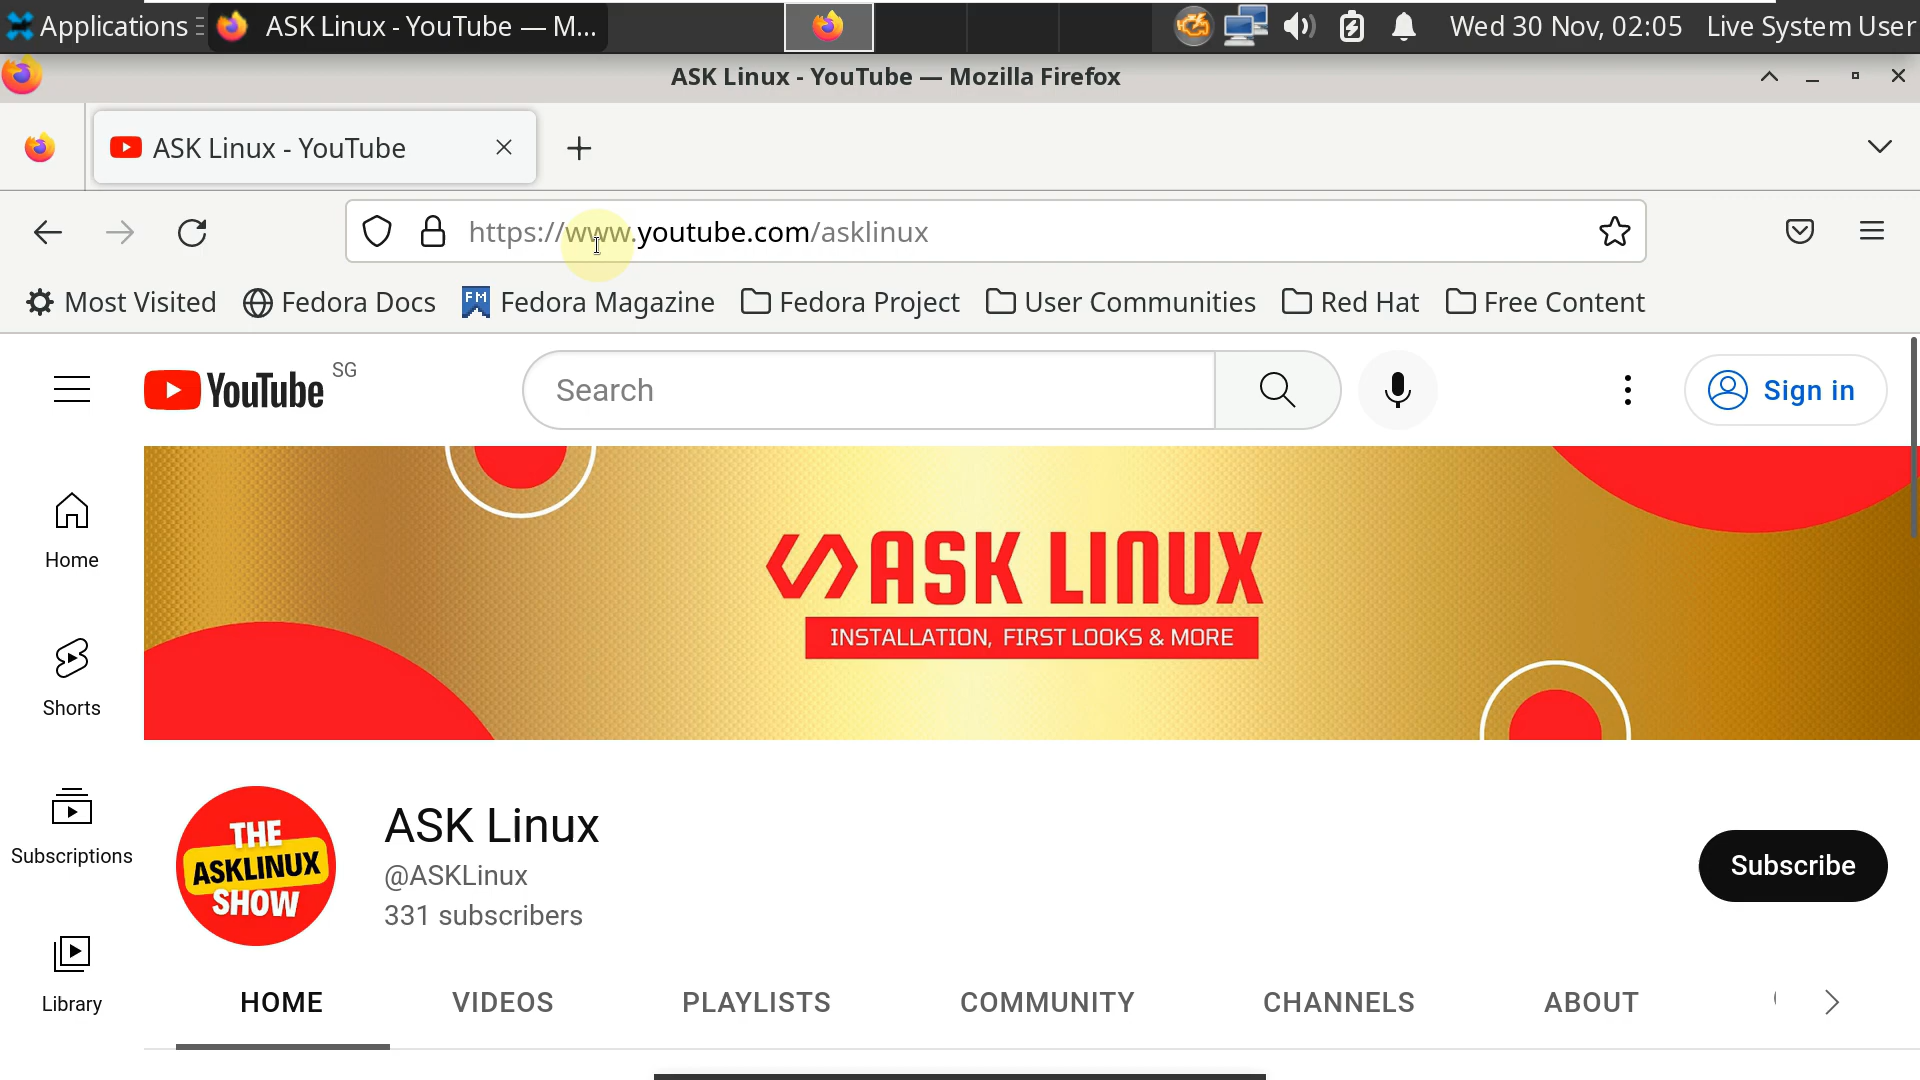 Applications
ASK Linux - YouTube — M...
Wed 30 Nov, 02:05
Live System User
ASK Linux - YouTube — Mozilla Firefox
ASK Linux - YouTube
https://www.youtube.com/asklinux
Most Visited
Fedora Docs
FM
Fedora Magazine
Fedora Project
User Communities
Red Hat
Free Content
YouTube
SG
Search
Sign in
Home
Shorts
Subscriptions
Library
ASK LINUX
INSTALLATION, FIRST LOOKS & MORE
THE
ASKLINUX
SHOW
ASK Linux
@ASKLinux
331 subscribers
Subscribe
HOME
VIDEOS
PLAYLISTS
COMMUNITY
CHANNELS
ABOUT